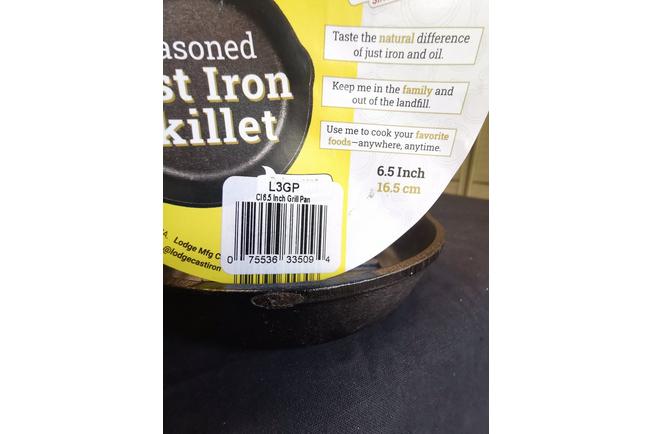 Taste the natural difference
of just iron and oil.
asoned
st Iron
killet
Keep me in the family and
out of the landfill.
Use me to cook your favorite
foods—anywhere, anytime.
6.5 Inch
16.5 cm
L3GP
CI 6.5 Inch Grill Pan
0 75536 33509 4
Lodge Mfg C
@lodgecastiron